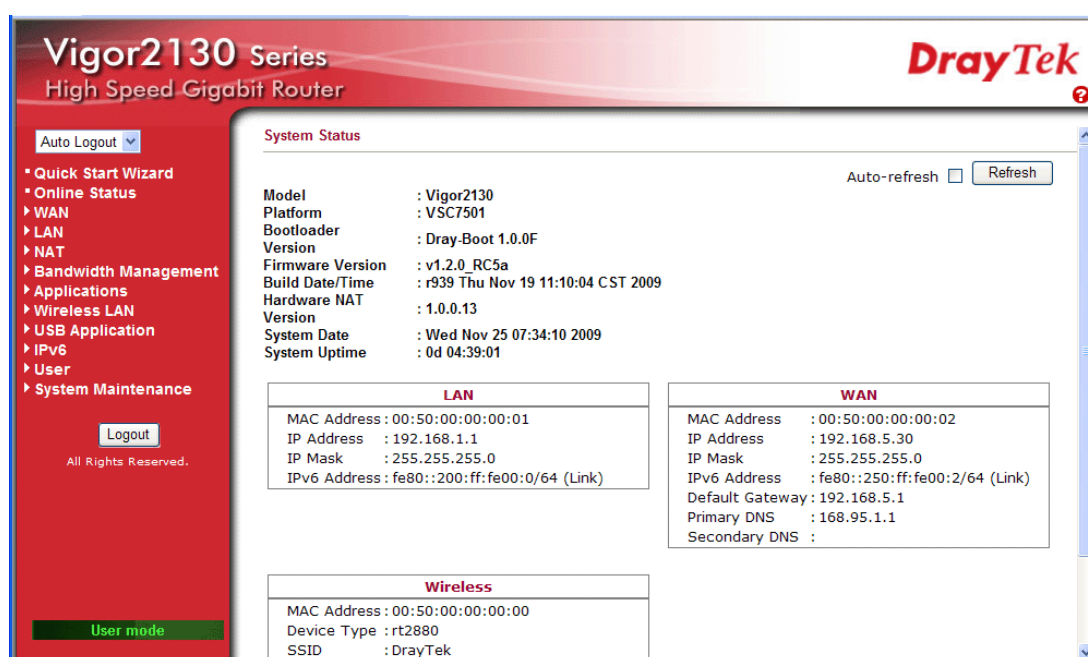 Vigor2130 Series
High Speed Gigabit Router
DrayTek
?
Auto Logout
Quick Start Wizard
Online Status
WAN
LAN
NAT
Bandwidth Management
Applications
Wireless LAN
USB Application
IPv6
User
System Maintenance
Logout
All Rights Reserved.
User mode
System Status
Auto-refresh Refresh
Model : Vigor2130
Platform : VSC7501
Bootloader
Version : Dray-Boot 1.0.0F
Firmware Version : v1.2.0_RC5a
Build Date/Time : r939 Thu Nov 19 11:10:04 CST 2009
Hardware NAT
Version : 1.0.0.13
System Date : Wed Nov 25 07:34:10 2009
System Uptime : 0d 04:39:01
LAN
MAC Address : 00:50:00:00:00:01
IP Address : 192.168.1.1
IP Mask : 255.255.255.0
IPv6 Address : fe80::200:ff:fe00:0/64 (Link)
WAN
MAC Address : 00:50:00:00:00:02
IP Address : 192.168.5.30
IP Mask : 255.255.255.0
IPv6 Address : fe80::250:ff:fe00:2/64 (Link)
Default Gateway : 192.168.5.1
Primary DNS : 168.95.1.1
Secondary DNS :
Wireless
MAC Address : 00:50:00:00:00:00
Device Type : rt2880
SSID : DrayTek